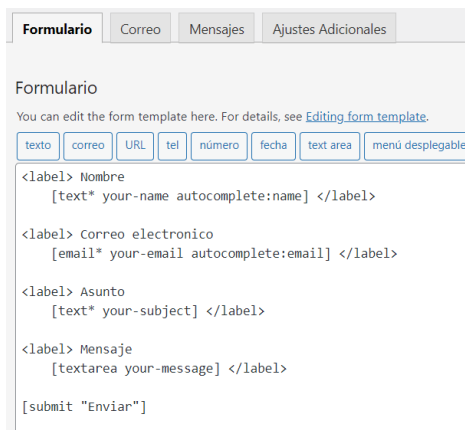 Formulario Correo Mensajes Ajustes Adicionales
Formulario
You can edit the form template here. For details, see Editing form template.
texto correo URL tel número fecha text area menú desplegable
<label> Nombre
[text* your-name autocomplete:name] </label>
<label> Correo electronico
[email* your-email autocomplete:email] </label>
<label> Asunto
[text* your-subject] </label>
<label> Mensaje
[textarea your-message] </label>
[submit "Enviar"]